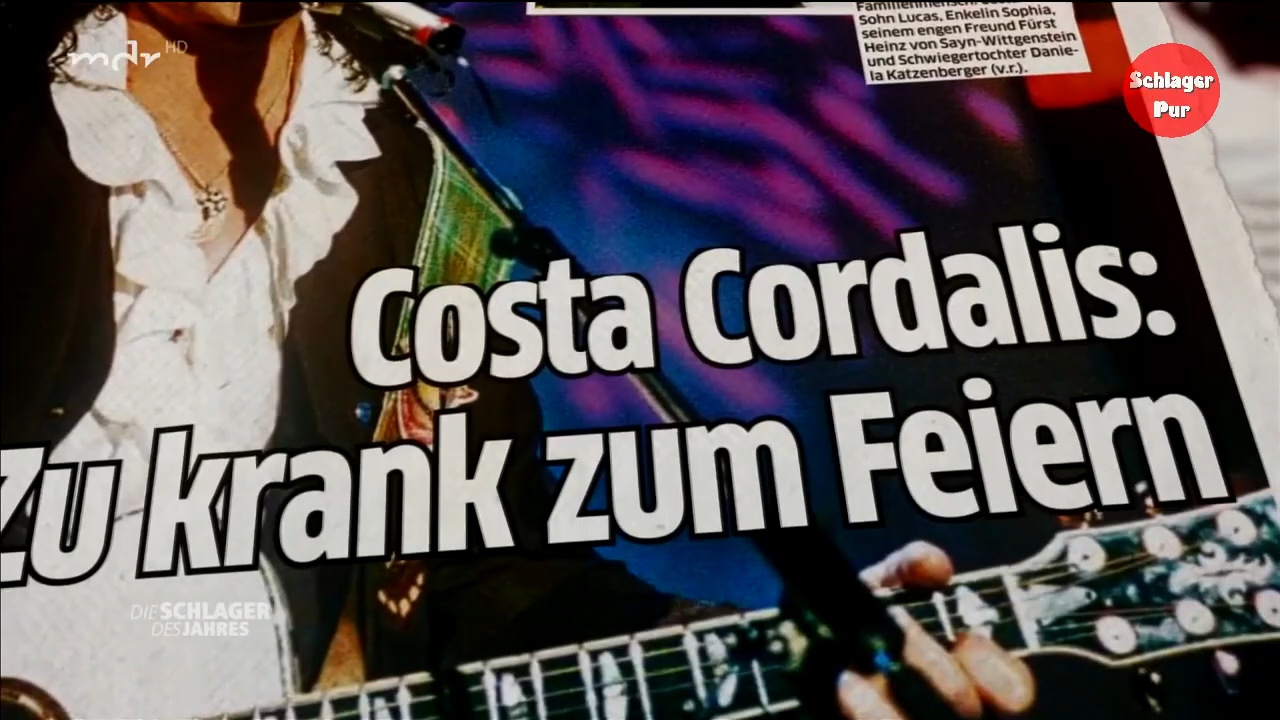 mdr HD
Sohn Lucas, Enkelin Sophia,
seinem engen Freund Fürst
Heinz von Sayn-Wittgenstein
und Schwiegertochter Danie-
la Katzenberger (v.r.).
Schlager
Pur
Costa Cordalis:
Zu krank zum Feiern
DIE SCHLAGER
DES JAHRES